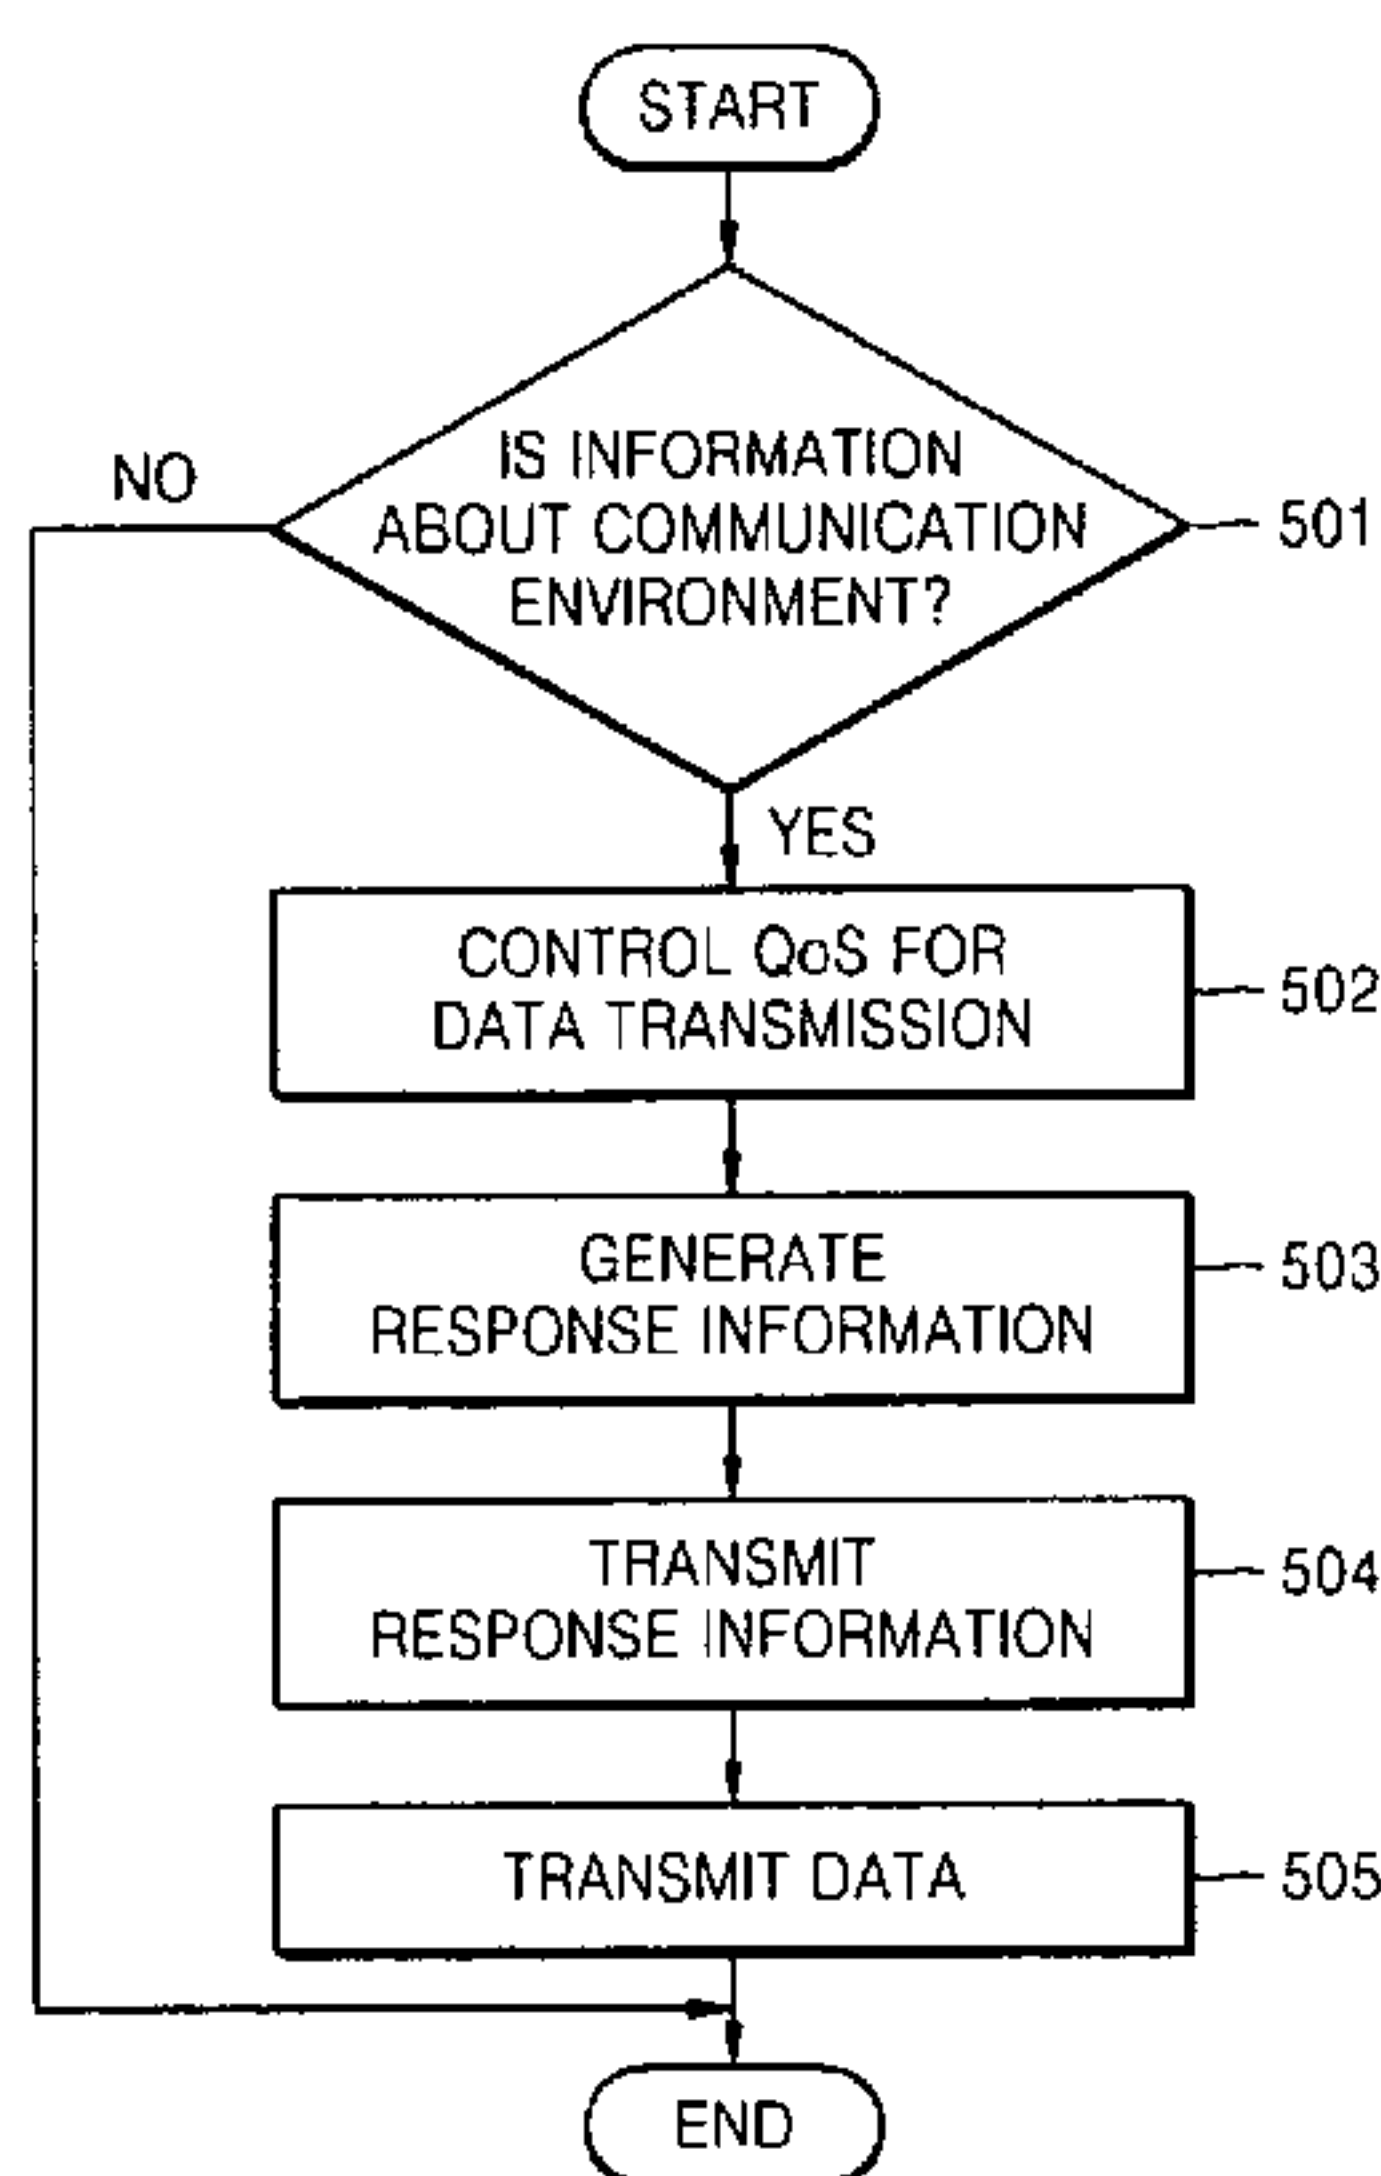 START
IS INFORMATION
ABOUT COMMUNICATION
ENVIRONMENT?
501
NO
YES
CONTROL QoS FOR
DATA TRANSMISSION
502
GENERATE
RESPONSE INFORMATION
503
TRANSMIT
RESPONSE INFORMATION
504
TRANSMIT DATA
505
END